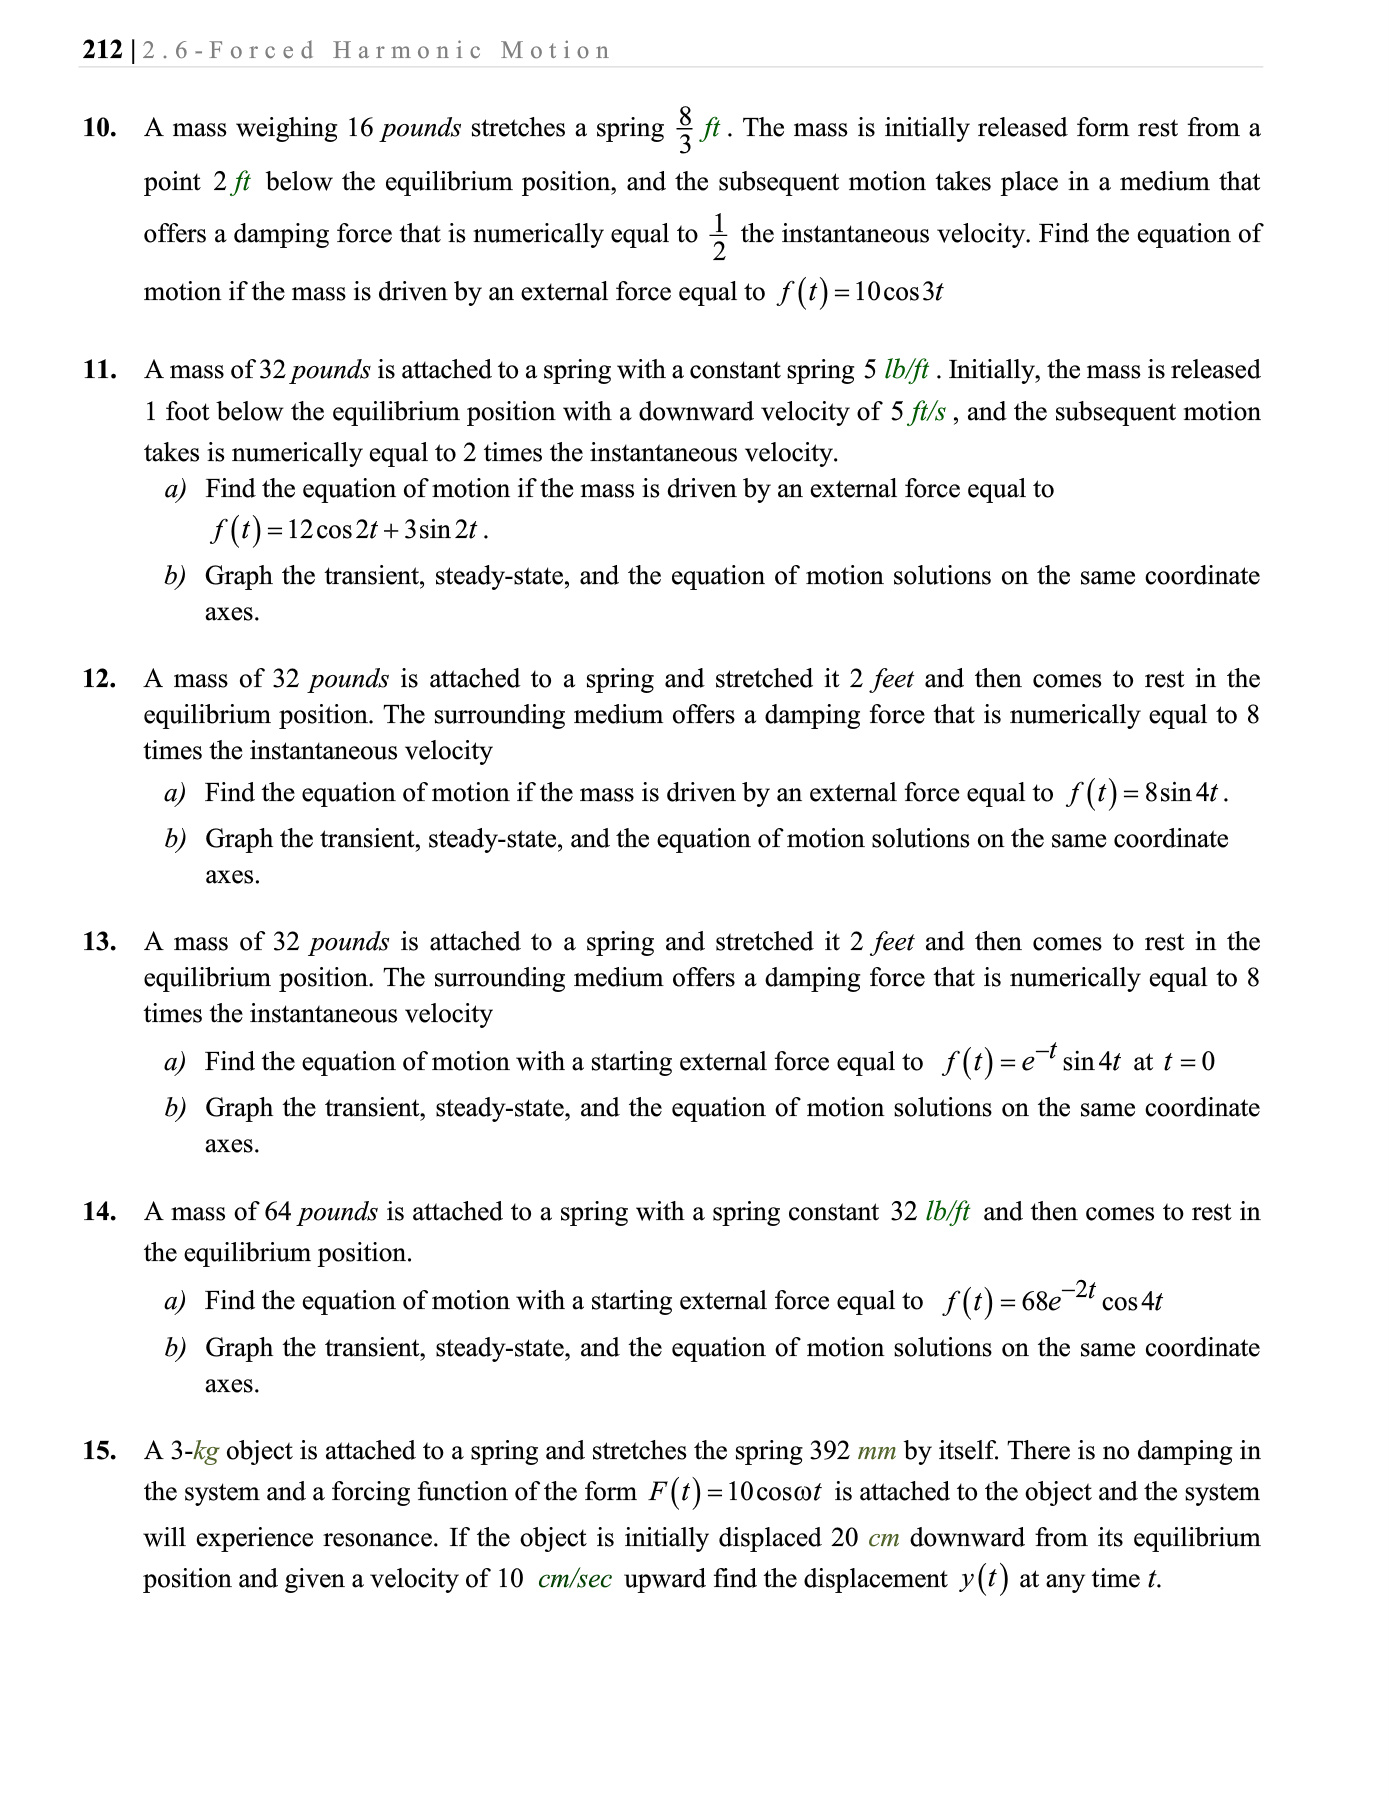 212 | 2.6-Forced Harmonic Motion
10. A mass weighing 16 pounds stretches a spring 8/3 ft . The mass is initially released form rest from a
point 2 ft below the equilibrium position, and the subsequent motion takes place in a medium that
offers a damping force that is numerically equal to 1/2 the instantaneous velocity. Find the equation of
motion if the mass is driven by an external force equal to f(t)=10cos3t
11. A mass of 32 pounds is attached to a spring with a constant spring 5 lb/ft . Initially, the mass is released
1 foot below the equilibrium position with a downward velocity of 5 ft/s , and the subsequent motion
takes is numerically equal to 2 times the instantaneous velocity.
a) Find the equation of motion if the mass is driven by an external force equal to
f(t)=12cos2t+3sin2t .
b) Graph the transient, steady-state, and the equation of motion solutions on the same coordinate
axes.
12. A mass of 32 pounds is attached to a spring and stretched it 2 feet and then comes to rest in the
equilibrium position. The surrounding medium offers a damping force that is numerically equal to 8
times the instantaneous velocity
a) Find the equation of motion if the mass is driven by an external force equal to f(t)=8sin4t .
b) Graph the transient, steady-state, and the equation of motion solutions on the same coordinate
axes.
13. A mass of 32 pounds is attached to a spring and stretched it 2 feet and then comes to rest in the
equilibrium position. The surrounding medium offers a damping force that is numerically equal to 8
times the instantaneous velocity
a) Find the equation of motion with a starting external force equal to f(t)=e^{-t} sin4t at t=0
b) Graph the transient, steady-state, and the equation of motion solutions on the same coordinate
axes.
14. A mass of 64 pounds is attached to a spring with a spring constant 32 lb/ft and then comes to rest in
the equilibrium position.
a) Find the equation of motion with a starting external force equal to f(t)=68e^{-2t} cos4t
b) Graph the transient, steady-state, and the equation of motion solutions on the same coordinate
axes.
15. A 3-kg object is attached to a spring and stretches the spring 392 mm by itself. There is no damping in
the system and a forcing function of the form F(t)=10cosωt is attached to the object and the system
will experience resonance. If the object is initially displaced 20 cm downward from its equilibrium
position and given a velocity of 10 cm/sec upward find the displacement y(t) at any time t.